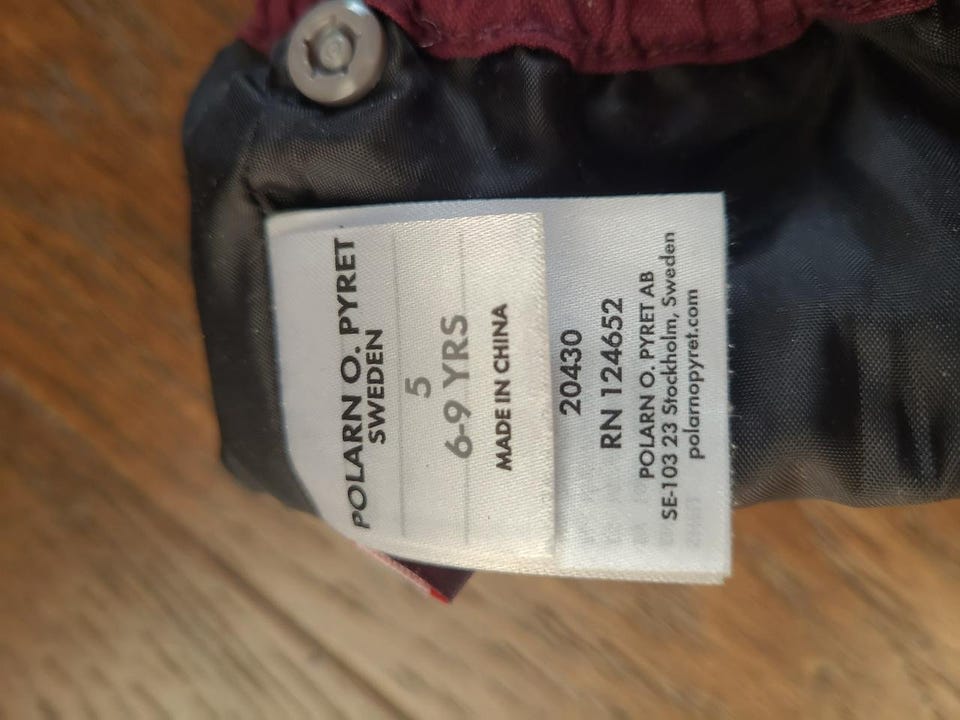 POLARN O. PYRET
SWEDEN
5
6-9 YRS
MADE IN CHINA
20430
RN 124652
POLARN O. PYRET AB
SE-103 23 Stockholm, Sweden
polarnopyret.com